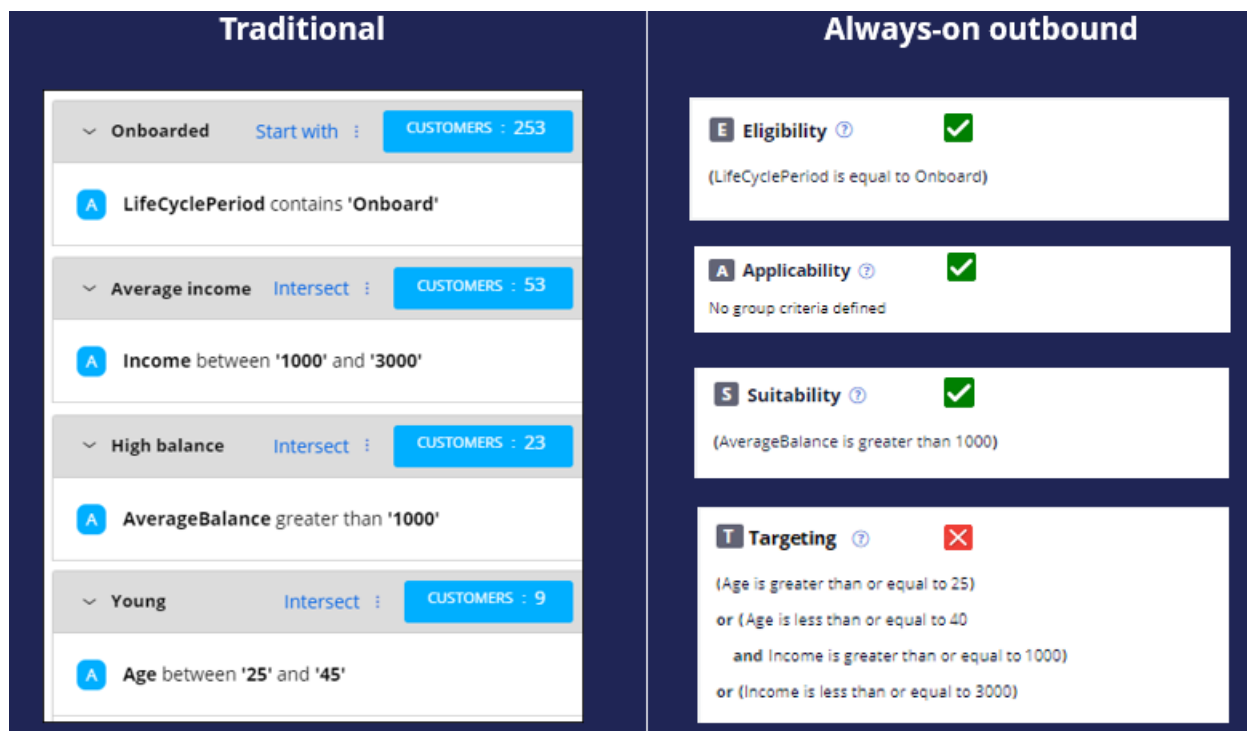 Traditional
Onboarded Start with CUSTOMERS : 253
A LifeCyclePeriod contains 'Onboard'
Average income Intersect CUSTOMERS : 53
A Income between '1000' and '3000'
High balance Intersect CUSTOMERS : 23
A AverageBalance greater than '1000'
Young Intersect CUSTOMERS : 9
A Age between '25' and '45'
Always-on outbound
E Eligibility ?
(LifeCyclePeriod is equal to Onboard)
A Applicability ?
No group criteria defined
S Suitability ?
(AverageBalance is greater than 1000)
T Targeting ?
(Age is greater than or equal to 25)
or (Age is less than or equal to 40
and Income is greater than or equal to 1000)
or (Income is less than or equal to 3000)